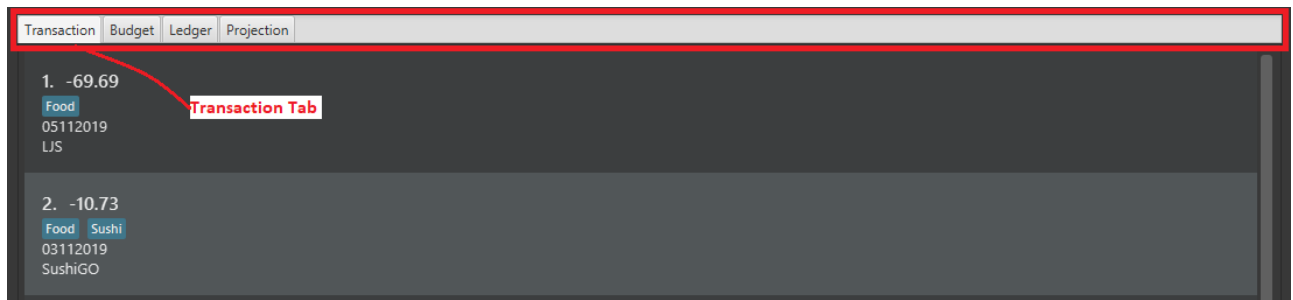 Transaction Budget Ledger Projection
1. -69.69
Food
Transaction Tab
05112019
LJS
2. -10.73
Food Sushi
03112019
SushiGO